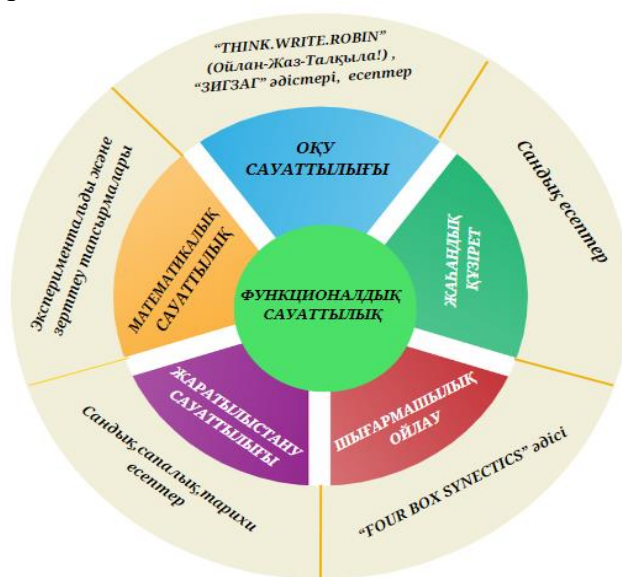 “THINK.WRITE.ROBIN”
(Ойлан-Жаз-Талқыла!) ,
“ЗИГЗАГ” әдістері, есептер
ОҚУ
САУАТТЫЛЫҒЫ
Сандық есептер
ЖАҺАНДЫҚ
ҚҰЗІРЕТ
Экспериментальды және
зерттеу тапсырмалары
МАТЕМАТИКАЛЫҚ
САУАТТЫЛЫҚ
ФУНКЦИОНАЛДЫҚ
САУАТТЫЛЫҚ
ЖАРАТЫЛЫСТАНУ
САУАТТЫЛЫҒЫ
ШЫҒАРМАШЫЛЫҚ
ОЙЛАУ
Сандық,сапалық,тарихи
есептер
“FOUR BOX SYNECTICS” әдісі